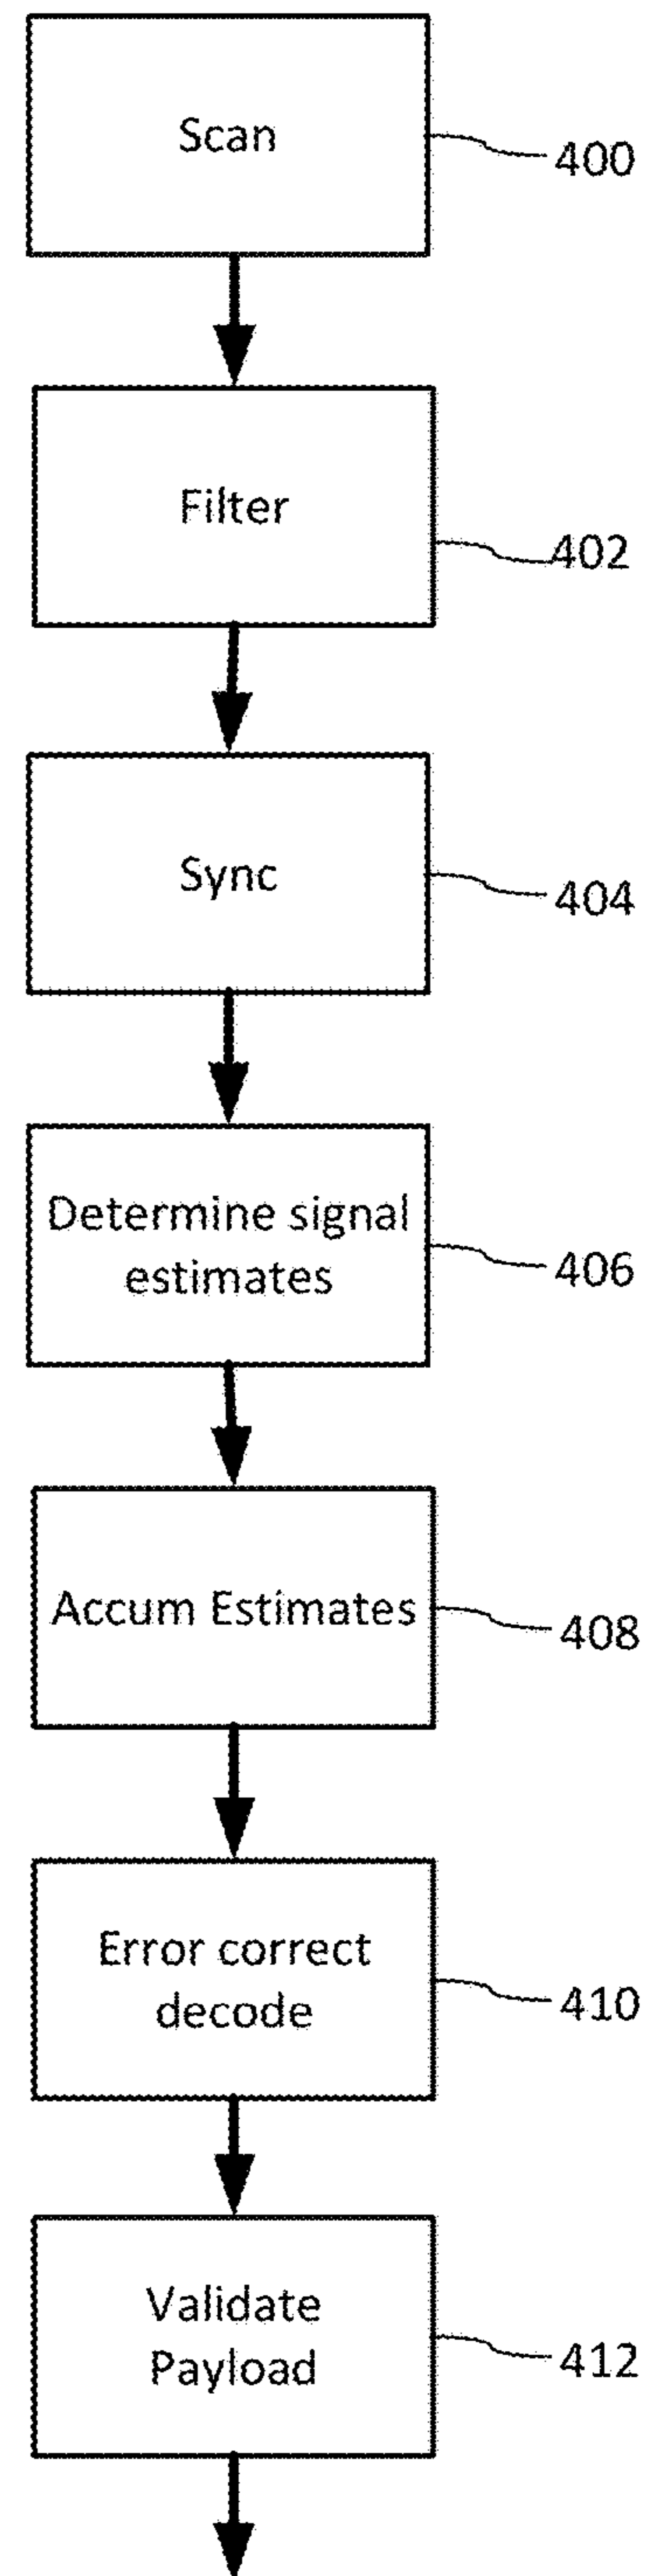 Scan
400
Filter
402
Sync
404
Determine signal
estimates
406
Accum Estimates
408
Error correct
decode
410
Validate
Payload
412